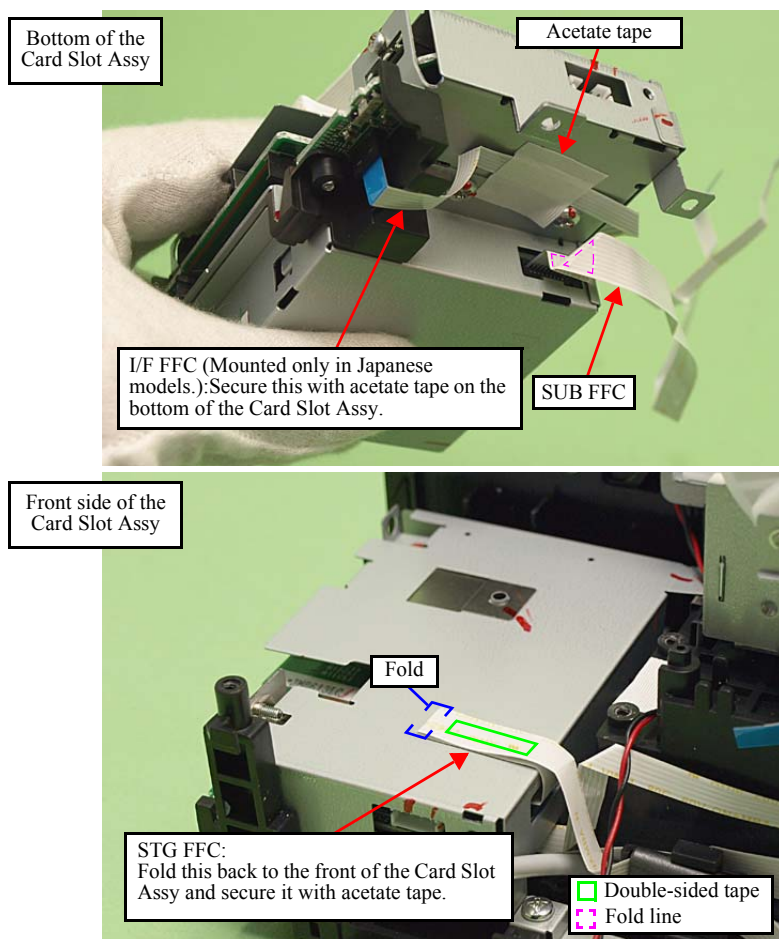 Bottom of the
Card Slot Assy
Acetate tape
I/F FFC (Mounted only in Japanese
models.):Secure this with acetate tape on the
bottom of the Card Slot Assy.
SUB FFC
Front side of the
Card Slot Assy
Fold
STG FFC:
Fold this back to the front of the Card Slot
Assy and secure it with acetate tape.
Double-sided tape
Fold line